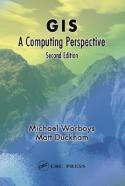 GIS
A Computing Perspective
Second Edition
Michael Worboys
Matt Duckham
CRC PRESS